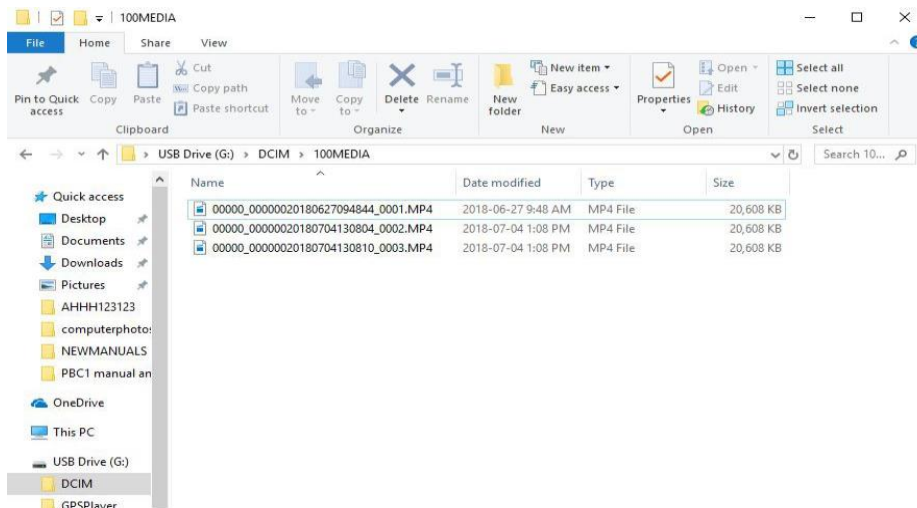 100MEDIA
File Home Share View
Pin to Quick access
Copy
Paste
Cut
Copy path
Paste shortcut
Clipboard
Move to
Copy to
Delete
Rename
Organize
New folder
New item
Easy access
New
Properties
Open
Edit
History
Open
Select all
Select none
Invert selection
Select
USB Drive (G:) > DCIM > 100MEDIA
Search 10...
Name Date modified Type Size
00000_00000020180627094844_0001.MP4 2018-06-27 9:48 AM MP4 File 20,608 KB
00000_00000020180704130804_0002.MP4 2018-07-04 1:08 PM MP4 File 20,608 KB
00000_00000020180704130810_0003.MP4 2018-07-04 1:08 PM MP4 File 20,608 KB
Quick access
Desktop
Documents
Downloads
Pictures
AHHH123123
computerphoto
NEWMANUALS
PBC1 manual an
OneDrive
This PC
USB Drive (G:)
DCIM
GPSPlayer